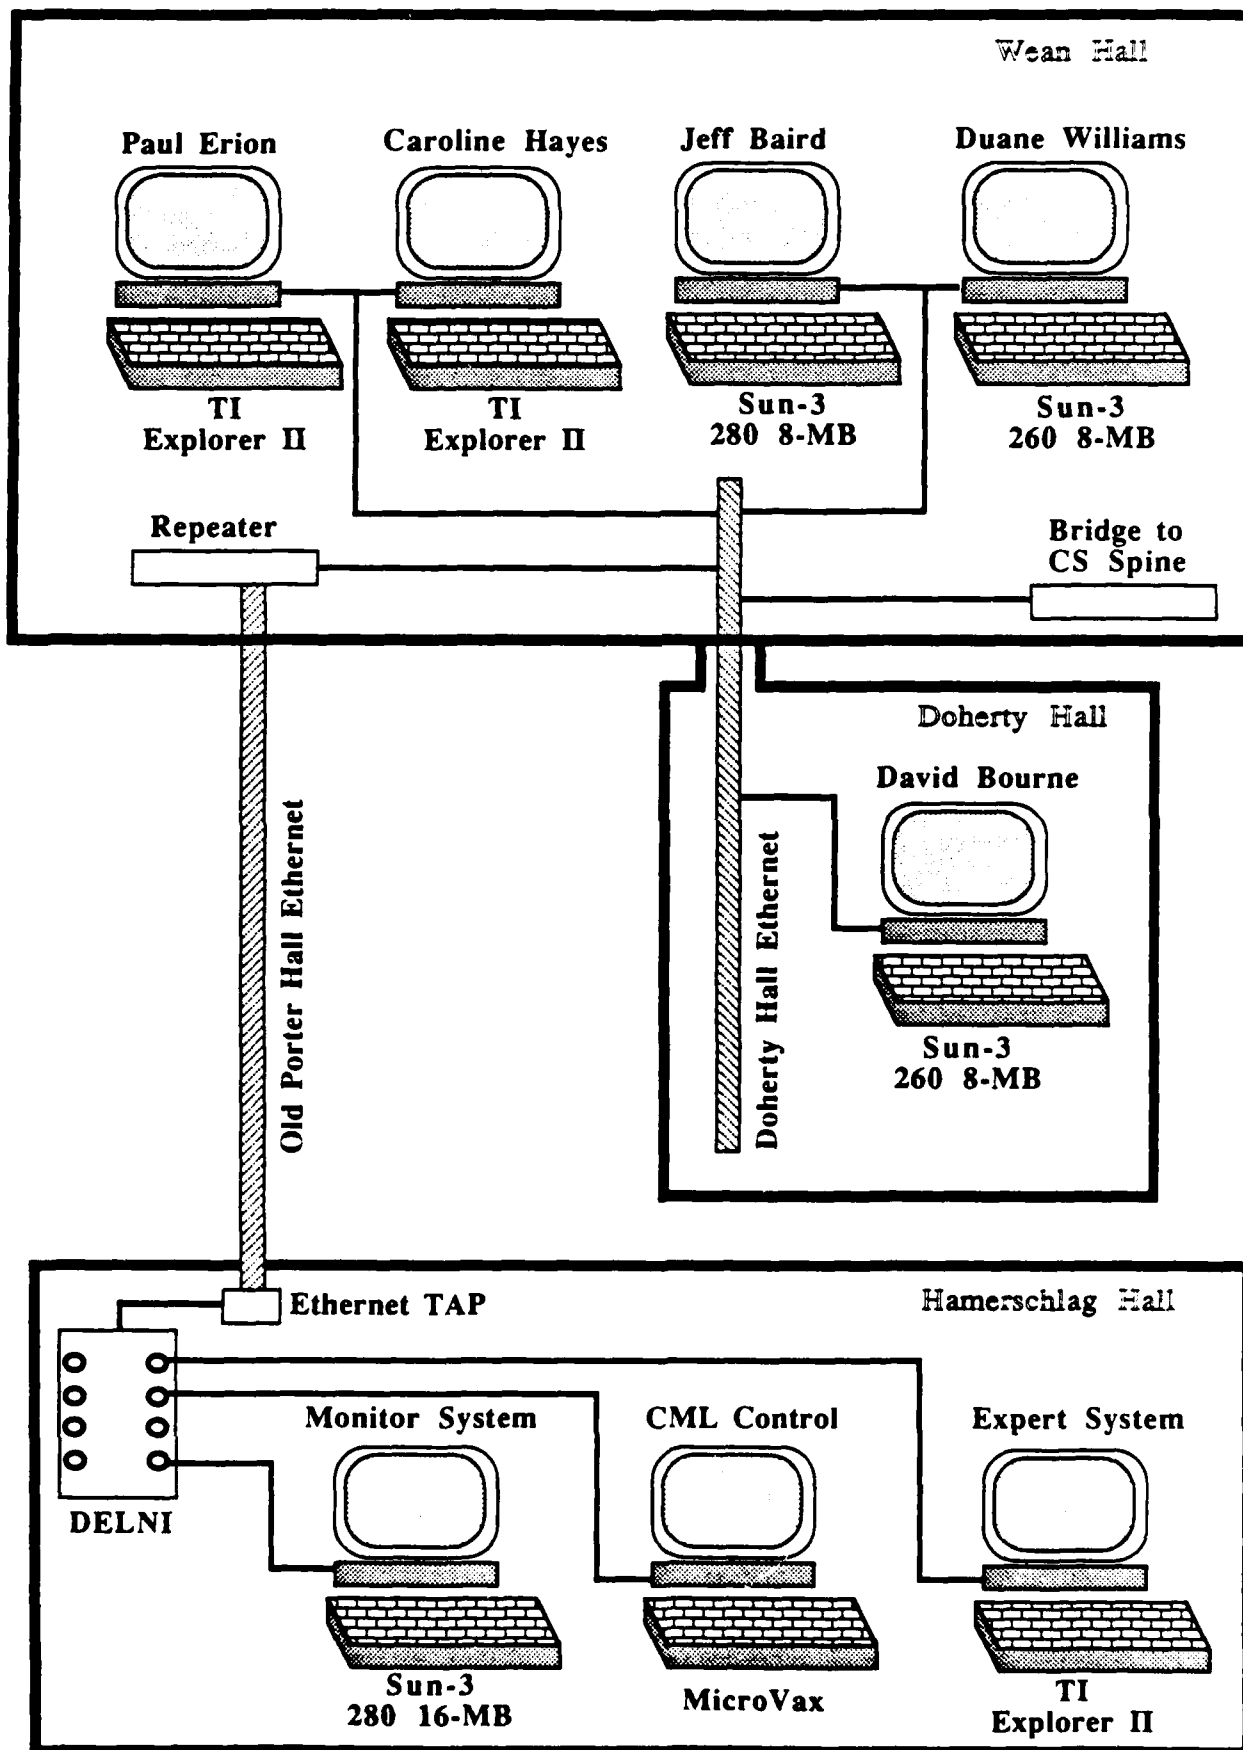 Wean Hall
Paul Erion
Caroline Hayes
Jeff Baird
Duane Williams
TI
Explorer II
TI
Explorer II
Sun-3
280 8-MB
Sun-3
260 8-MB
Repeater
Bridge to
CS Spine
Doherty Hall
David Bourne
Sun-3
260 8-MB
Old Porter Hall Ethernet
Doherty Hall Ethernet
Ethernet TAP
Hamerschlag Hall
DELNI
Monitor System
CML Control
Expert System
Sun-3
280 16-MB
MicroVax
TI
Explorer II